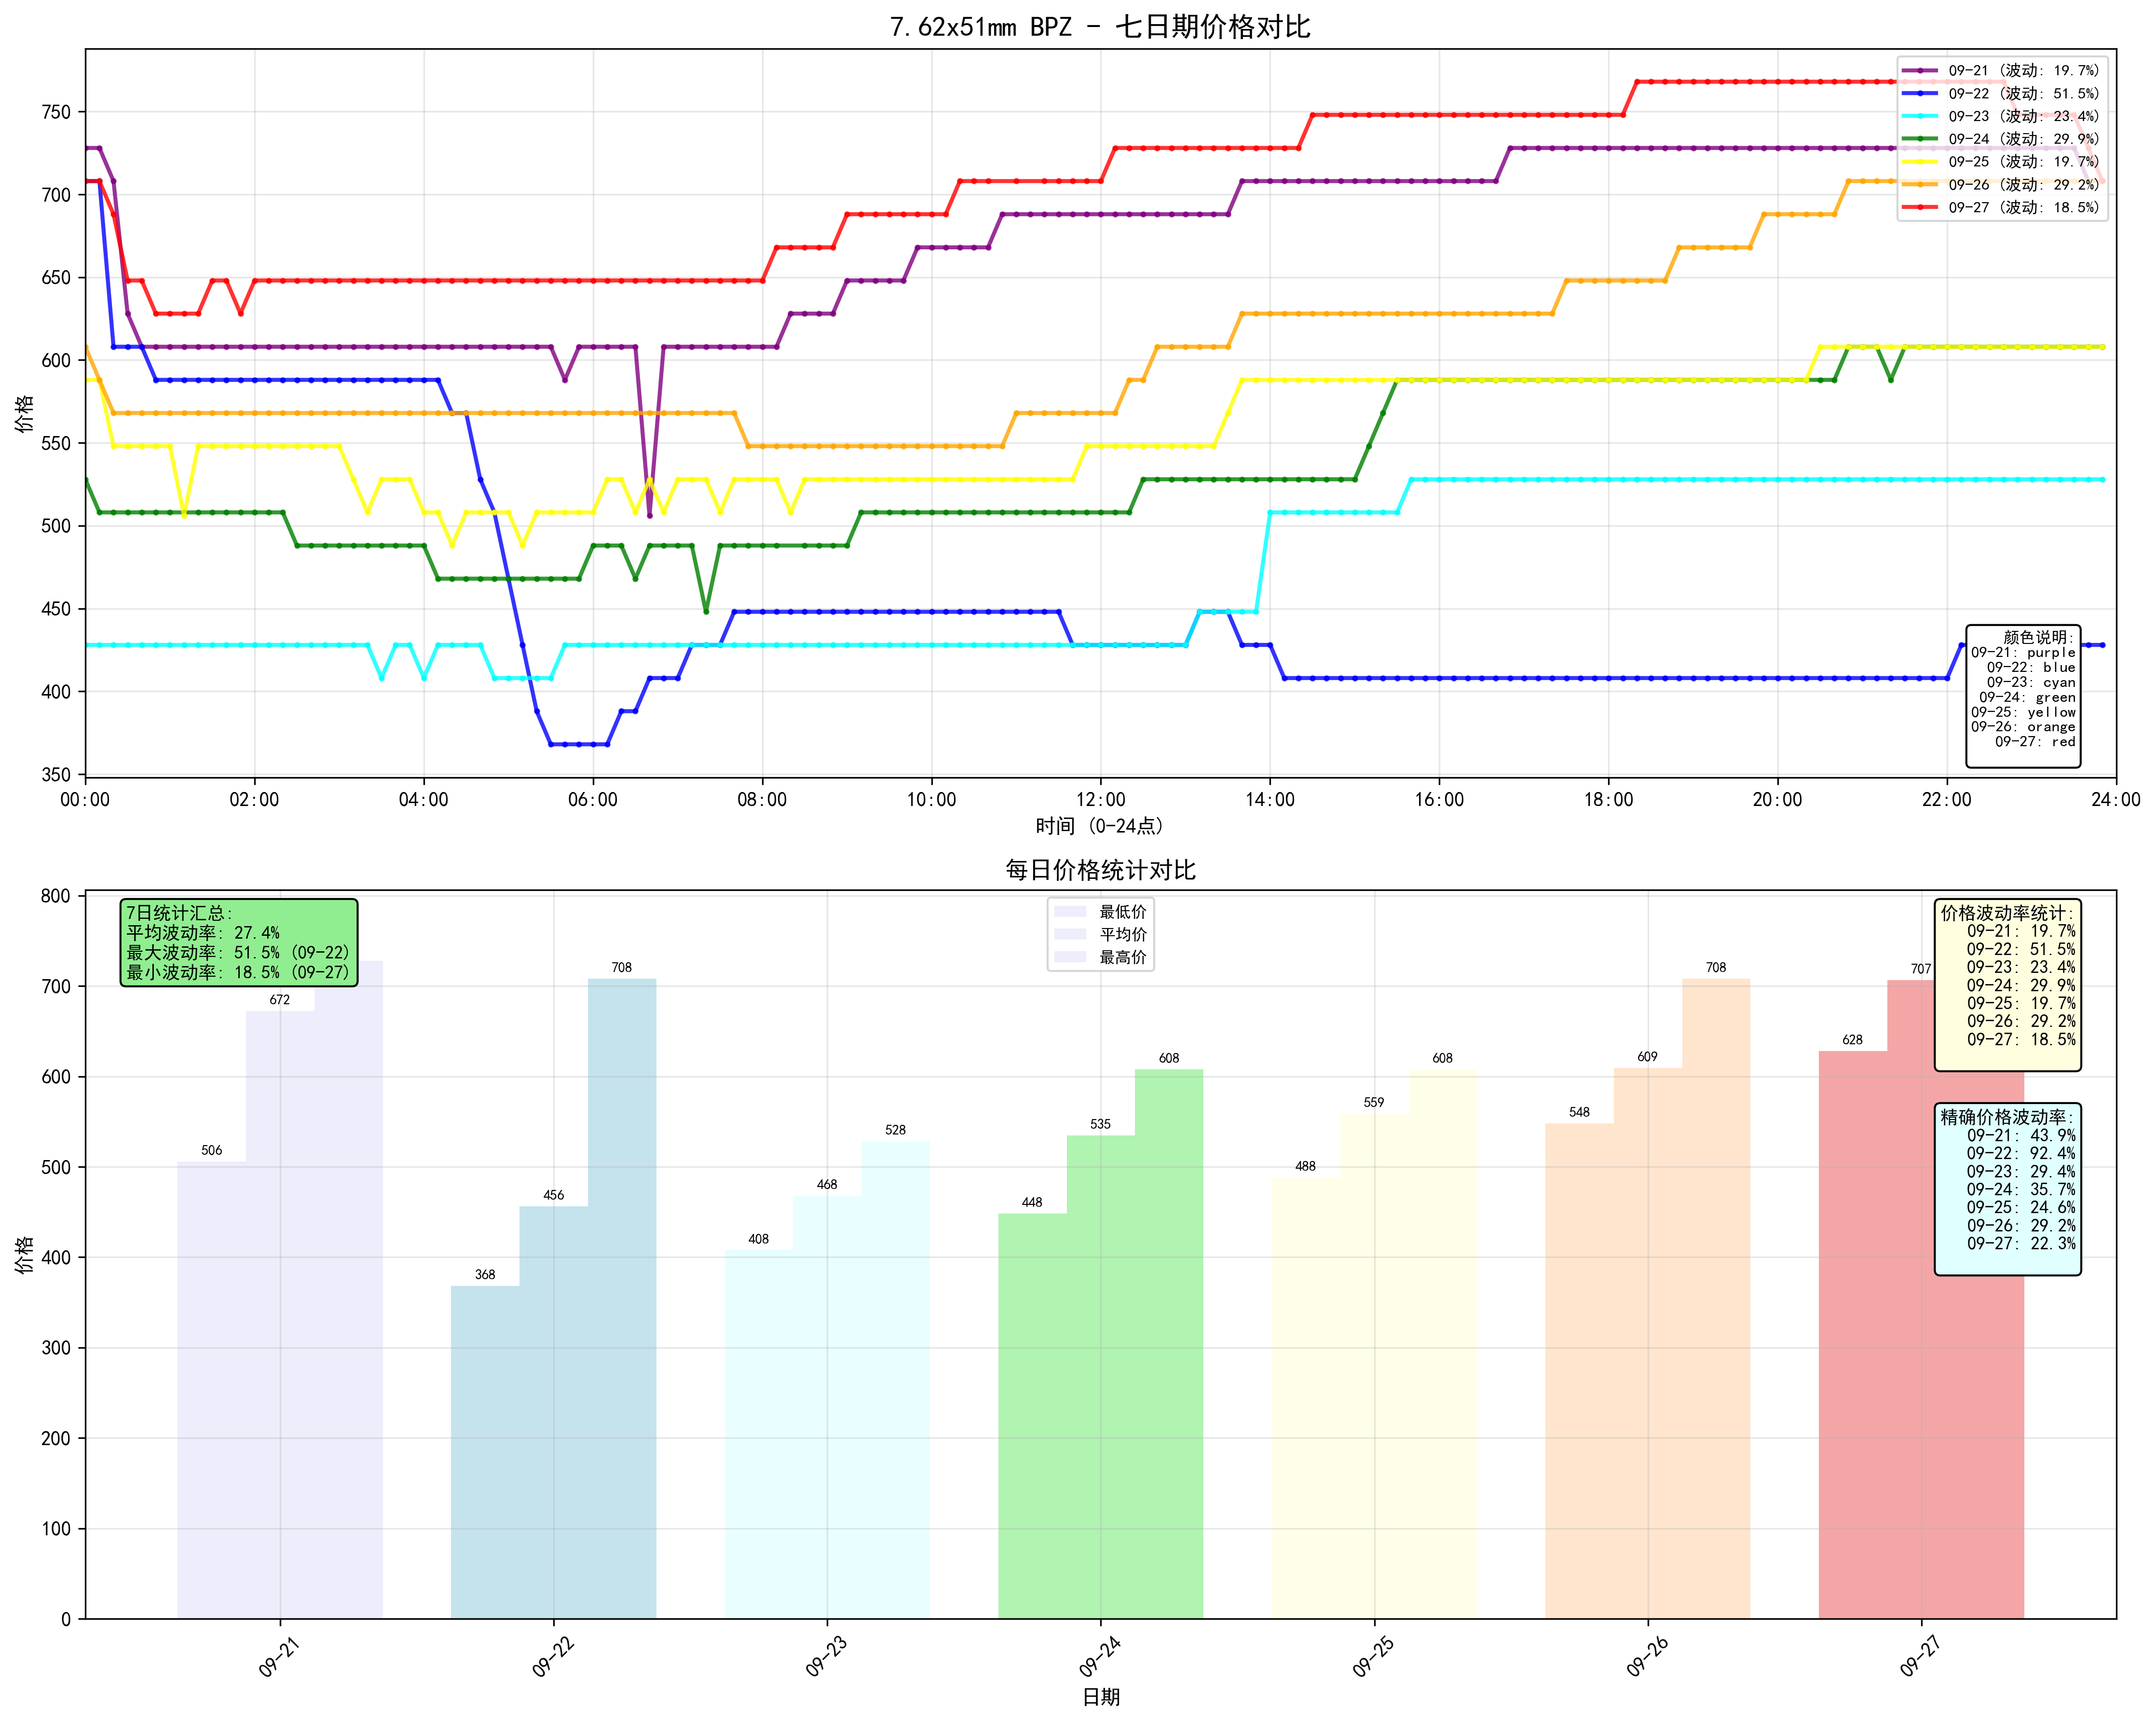 7.62x51mm BPZ - 七日期价格对比
09-21 (波动: 19.7%)
09-22 (波动: 51.5%)
09-23 (波动: 23.4%)
09-24 (波动: 29.9%)
09-25 (波动: 19.7%)
09-26 (波动: 29.2%)
09-27 (波动: 18.5%)
价格
750
700
650
600
550
500
450
400
350
颜色说明:
09-21: purple
09-22: blue
09-23: cyan
09-24: green
09-25: yellow
09-26: orange
09-27: red
00:00 02:00 04:00 06:00 08:00 10:00 12:00 14:00 16:00 18:00 20:00 22:00 24:00
时间 (0-24点)
每日价格统计对比
价格
800
700
600
500
400
300
200
100
0
7日统计汇总:
平均波动率: 27.4%
最大波动率: 51.5% (09-22)
最小波动率: 18.5% (09-27)
最低价
平均价
最高价
价格波动率统计:
09-21: 19.7%
09-22: 51.5%
09-23: 23.4%
09-24: 29.9%
09-25: 19.7%
09-26: 29.2%
09-27: 18.5%
精确价格波动率:
09-21: 43.9%
09-22: 92.4%
09-23: 29.4%
09-24: 35.7%
09-25: 24.6%
09-26: 29.2%
09-27: 22.3%
506 672
368 456 708
408 468 528
448 535 608
488 559 608
548 609 708
628 707
09-21 09-22 09-23 09-24 09-25 09-26 09-27
日期